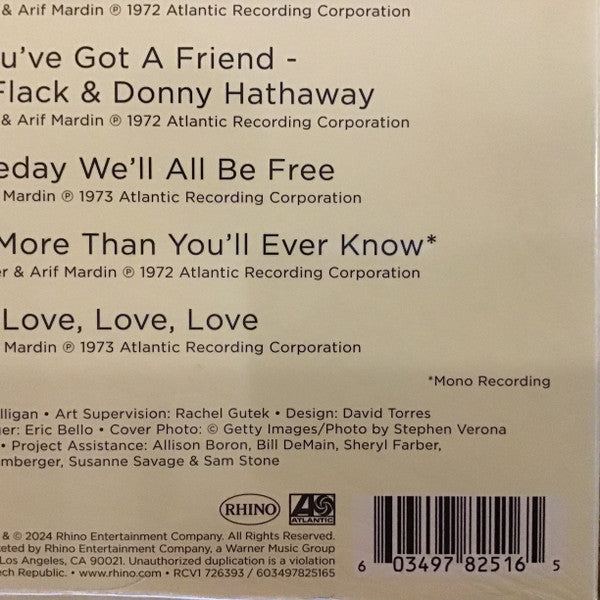 & Arif Mardin ℗ 1972 Atlantic Recording Corporation
u've Got A Friend -
Flack & Donny Hathaway
& Arif Mardin ℗ 1972 Atlantic Recording Corporation
eday We'll All Be Free
Mardin ℗ 1973 Atlantic Recording Corporation
More Than You'll Ever Know*
er & Arif Mardin ℗ 1972 Atlantic Recording Corporation
Love, Love, Love
Mardin ℗ 1973 Atlantic Recording Corporation
*Mono Recording
lligan • Art Supervision: Rachel Gutek • Design: David Torres
er: Eric Bello • Cover Photo: © Getty Images/Photo by Stephen Verona
• Project Assistance: Allison Boron, Bill DeMain, Sheryl Farber,
mberger, Susanne Savage & Sam Stone
RHINO
ATLANTIC
& © 2024 Rhino Entertainment Company. All Rights Reserved.
eted by Rhino Entertainment Company, a Warner Music Group
Los Angeles, CA 90021. Unauthorized duplication is a violation
ech Republic. • www.rhino.com • RCV1 726393 / 603497825165
6 03497 82516 5